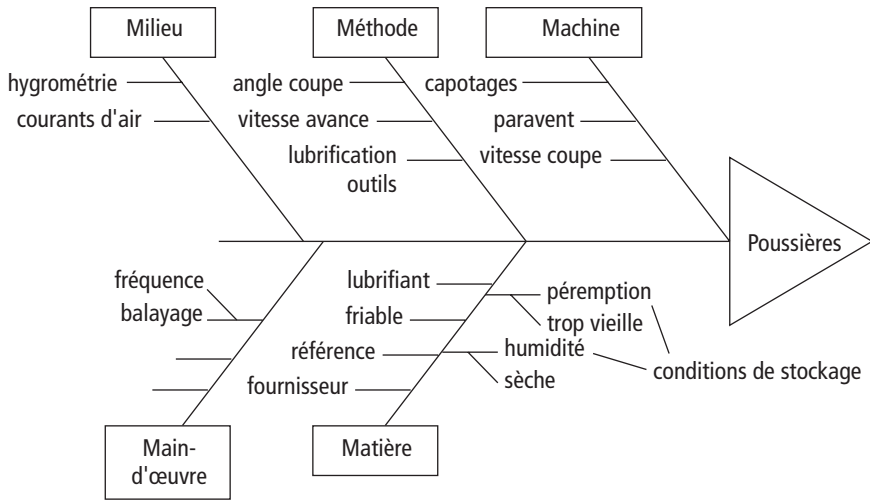 Milieu
Méthode
Machine
hygrométrie
angle coupe
capotages
courants d'air
vitesse avance
paravent
lubrification
outils
vitesse coupe
Poussières
fréquence
balayage
lubrifiant
péremption
friable
trop vieille
référence
humidité
sèche
conditions de stockage
fournisseur
Main-
d'œuvre
Matière